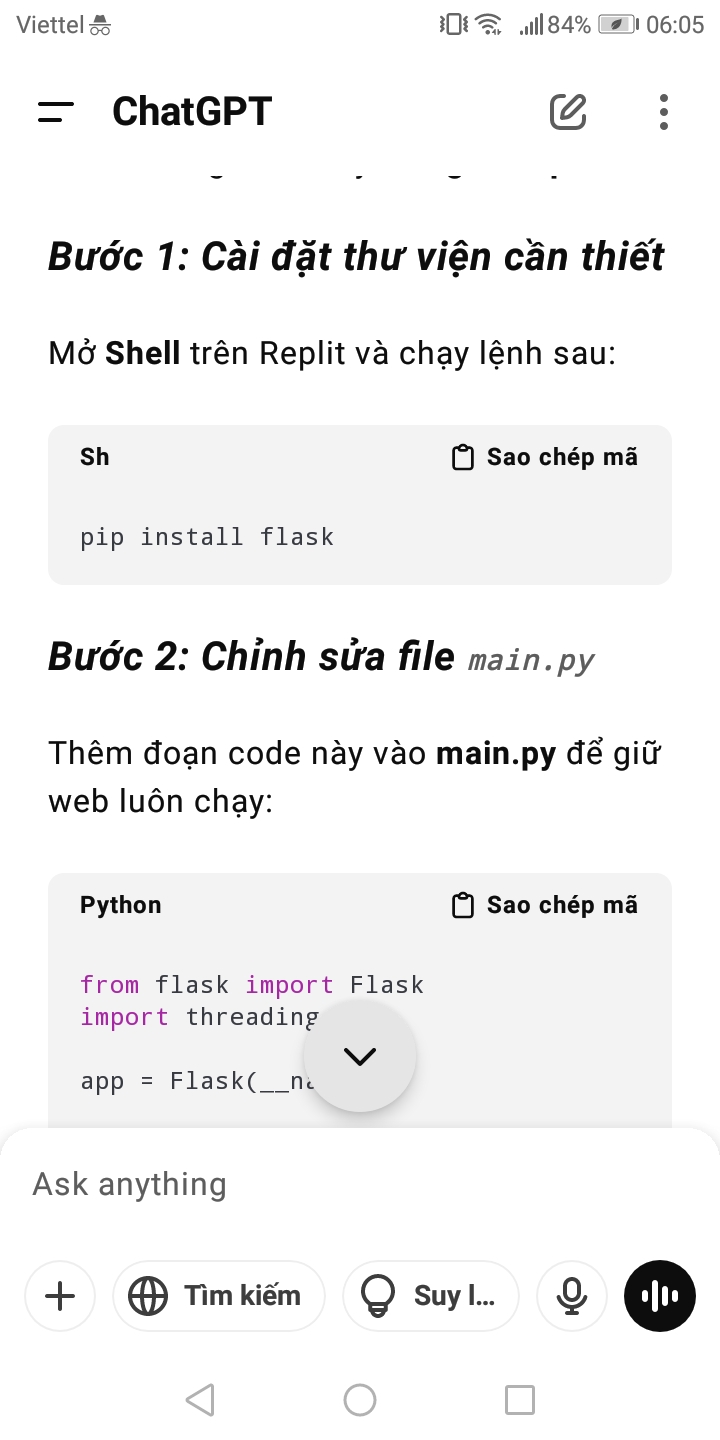 Viettel 84% 06:05
ChatGPT
Bước 1: Cài đặt thư viện cần thiết
Mở Shell trên Replit và chạy lệnh sau:
Sh Sao chép mã
pip install flask
Bước 2: Chỉnh sửa file main.py
Thêm đoạn code này vào main.py để giữ
web luôn chạy:
Python Sao chép mã
from flask import Flask
import threading
app = Flask(__na
Ask anything
Tìm kiếm Suy l...